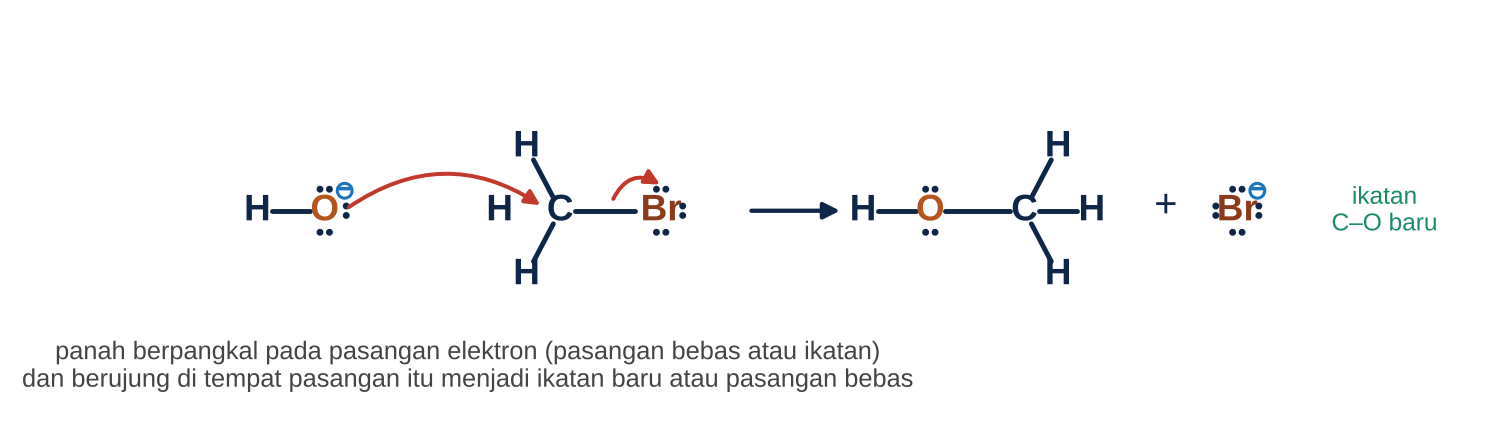 H H
H O ⊖ H C Br H O C H + Br ⊖ ikatan
C–O baru
H H
panah berpangkal pada pasangan elektron (pasangan bebas atau ikatan)
dan berujung di tempat pasangan itu menjadi ikatan baru atau pasangan bebas